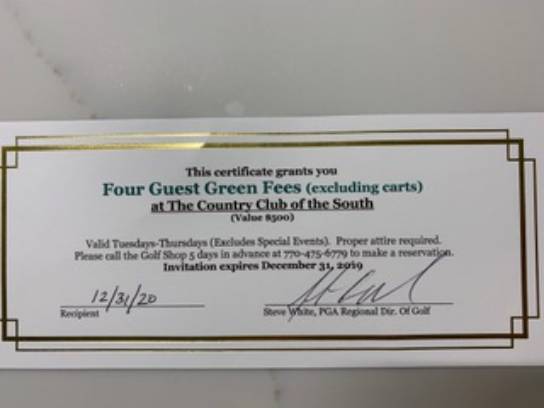 This certificate grants you
Four Guest Green Fees (excluding carts)
at The Country Club of the South
(Value $500)
Valid Tuesdays-Thursdays (Excludes Special Events). Proper attire required.
Please call the Golf Shop 5 days in advance at 770-475-6779 to make a reservation.
Invitation expires December 31, 2019
12/31/20
Recipient
Steve White, PGA Regional Dir. Of Golf